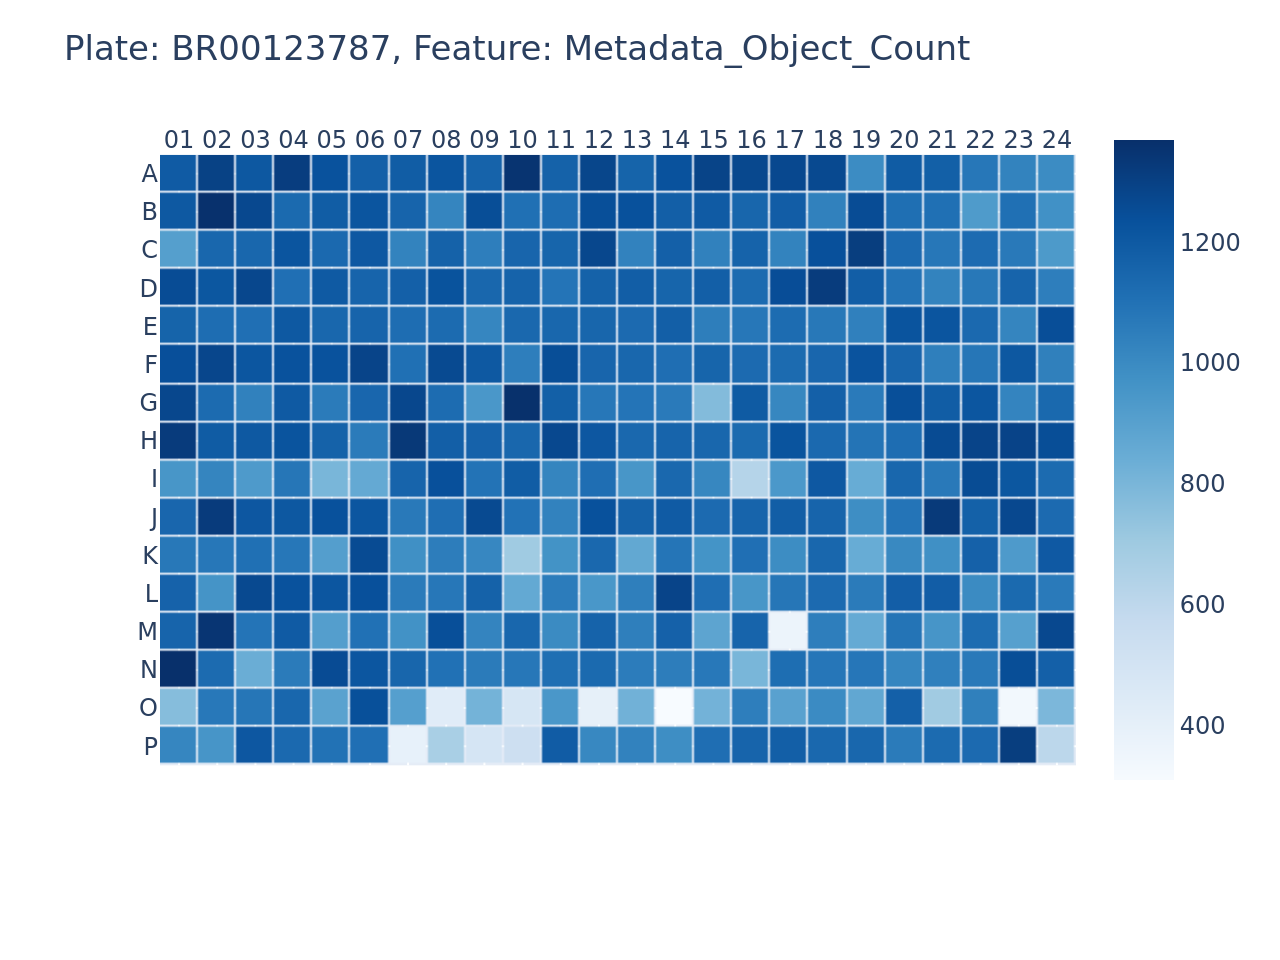 Plate: BR00123787, Feature: Metadata_Object_Count
01 02 03 04 05 06 07 08 09 10 11 12 13 14 15 16 17 18 19 20 21 22 23 24
A
B
1200
C
D
E
1000
F
G
H
I
800
J
K
L
600
M
N
O
400
P